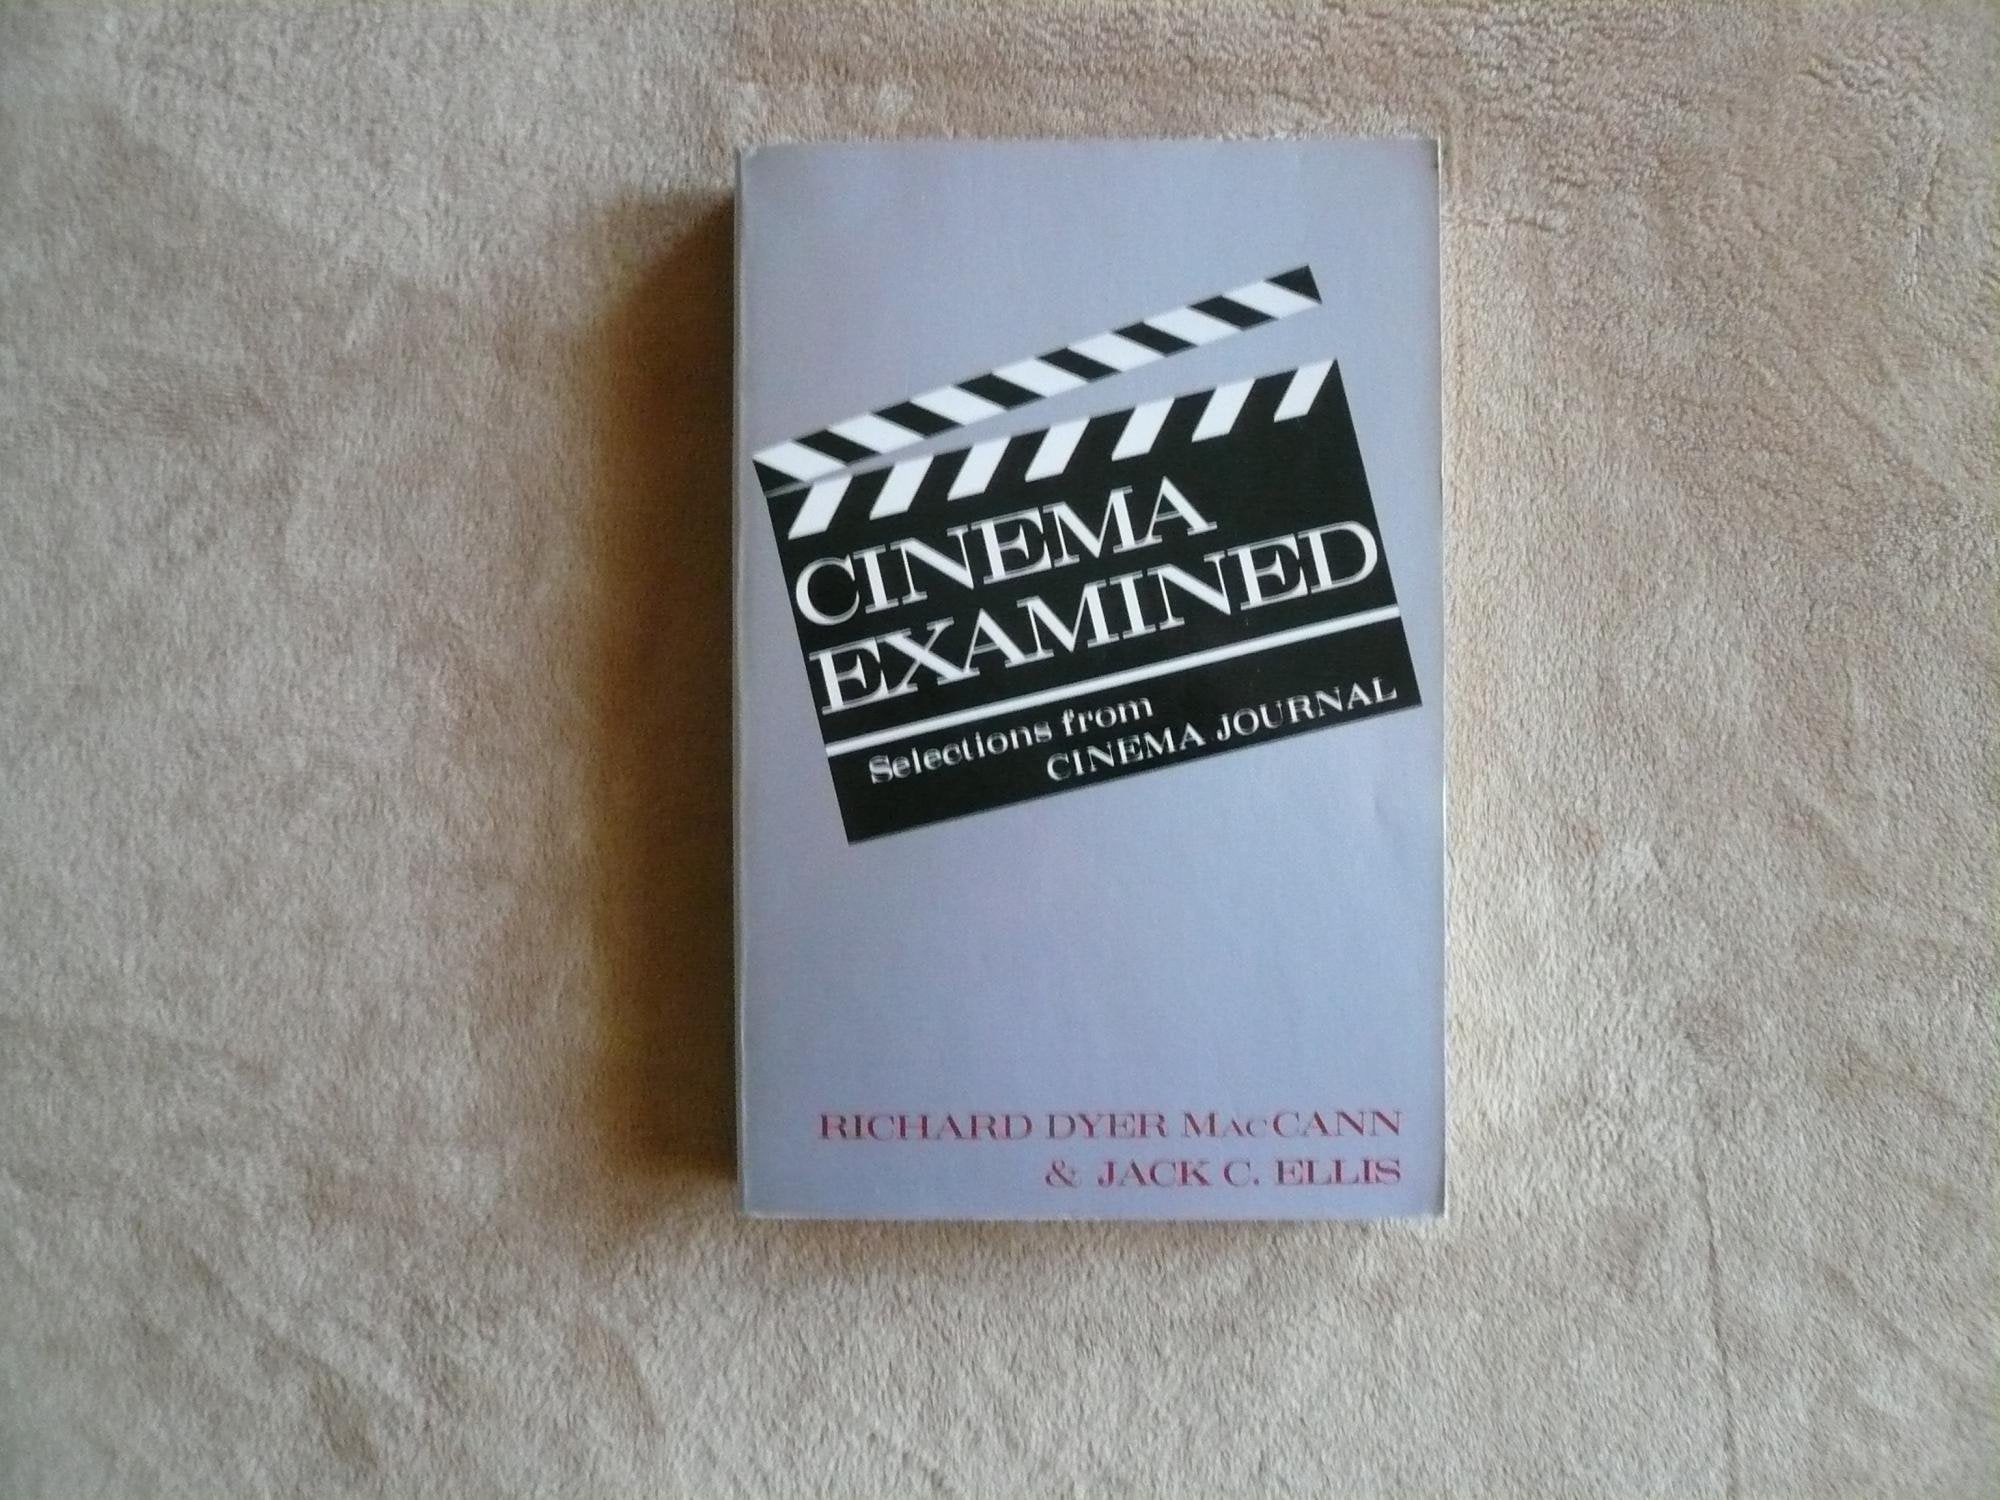 CINEMA
EXAMINED
Selections from
CINEMA JOURNAL
RICHARD DYER MacCANN
& JACK C. ELLIS